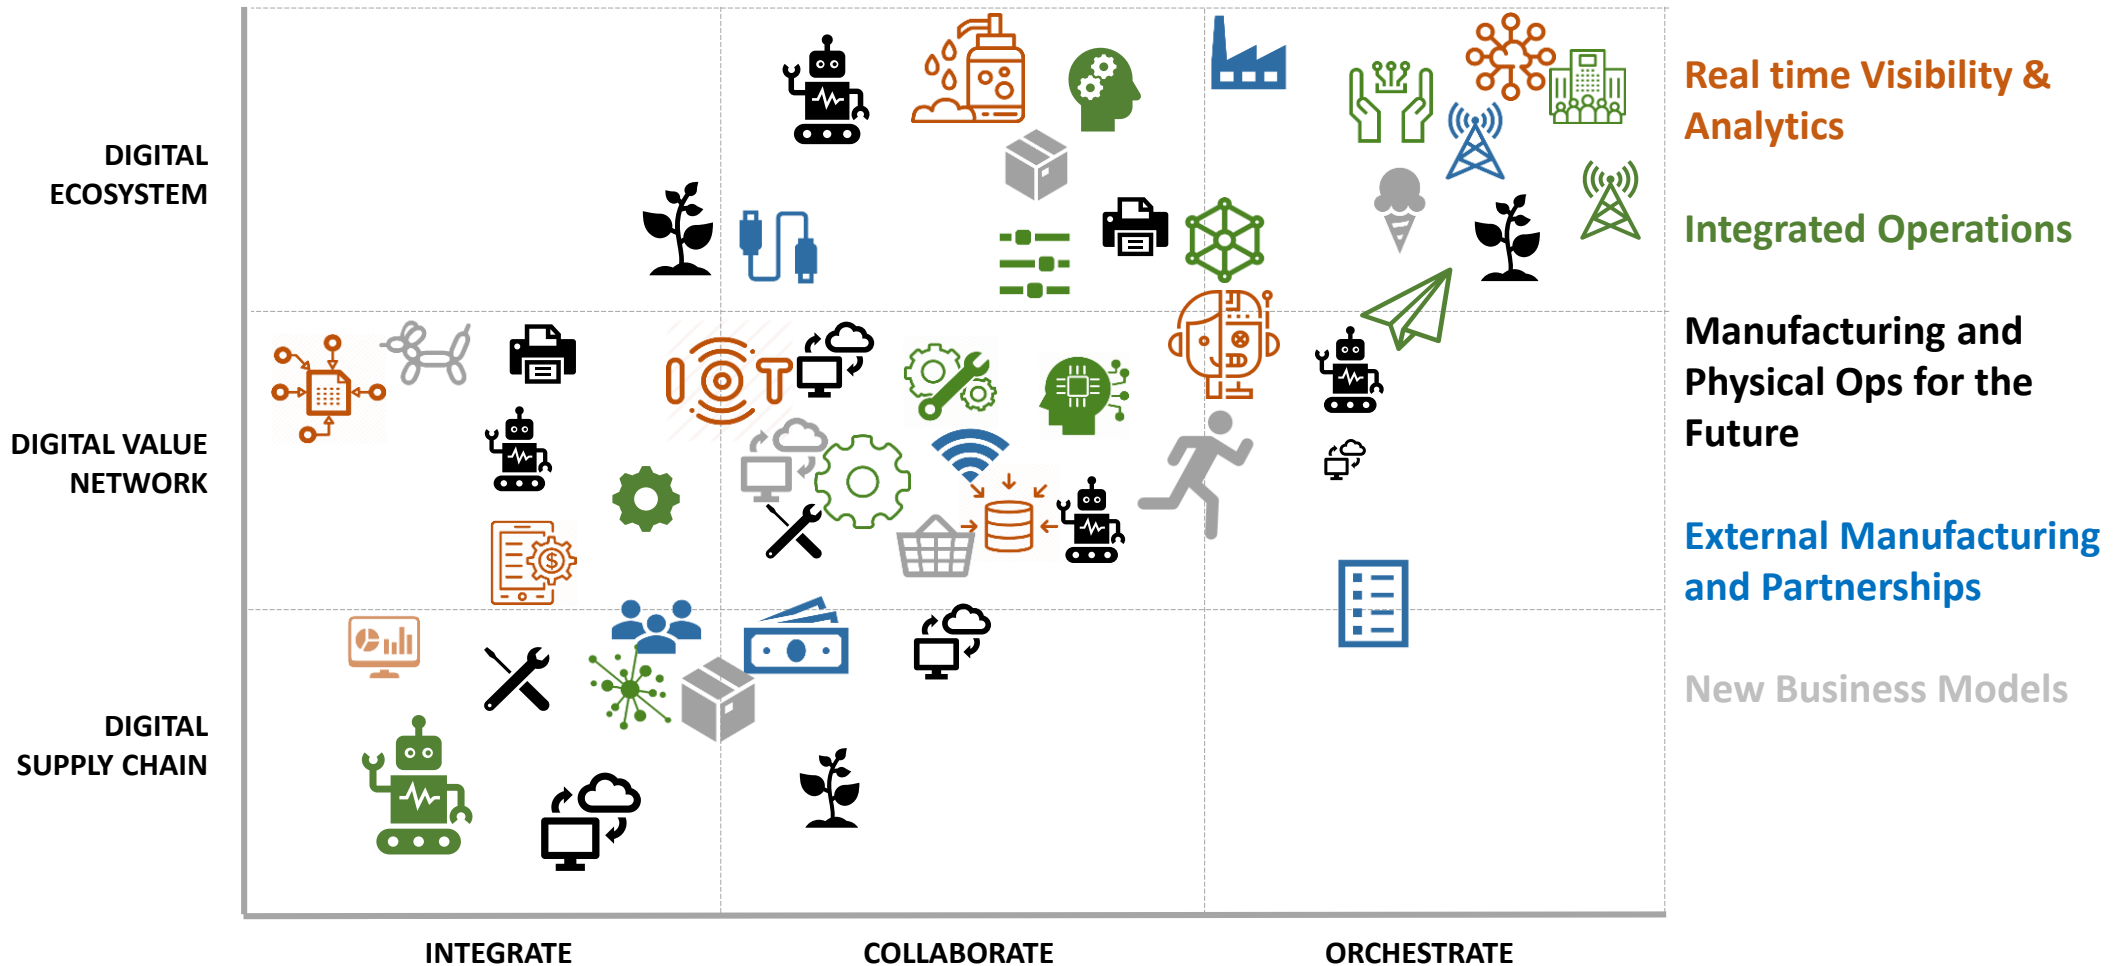 DIGITAL
ECOSYSTEM
DIGITAL VALUE
NETWORK
DIGITAL
SUPPLY CHAIN
IOT
$
INTEGRATE
COLLABORATE
ORCHESTRATE
Real time Visibility &
Analytics
Integrated Operations
Manufacturing and
Physical Ops for the
Future
External Manufacturing
and Partnerships
New Business Models